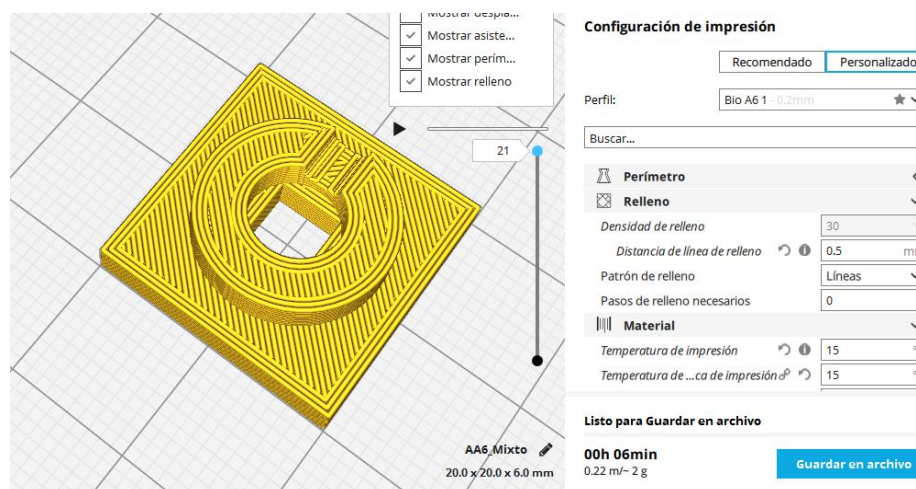 Mostrar despla...
Mostrar asiste...
Mostrar perím...
Mostrar relleno
21
AA6_Mixto
20.0 x 20.0 x 6.0 mm
Configuración de impresión
Recomendado Personalizado
Perfil: Bio A6 1 - 0.2mm
Buscar...
Perímetro
Relleno
Densidad de relleno 30
Distancia de línea de relleno 0.5 mm
Patrón de relleno Líneas
Pasos de relleno necesarios 0
Material
Temperatura de impresión 15 °
Temperatura de ...ca de impresión 15 °
Listo para Guardar en archivo
00h 06min
0.22 m/~ 2 g
Guardar en archivo